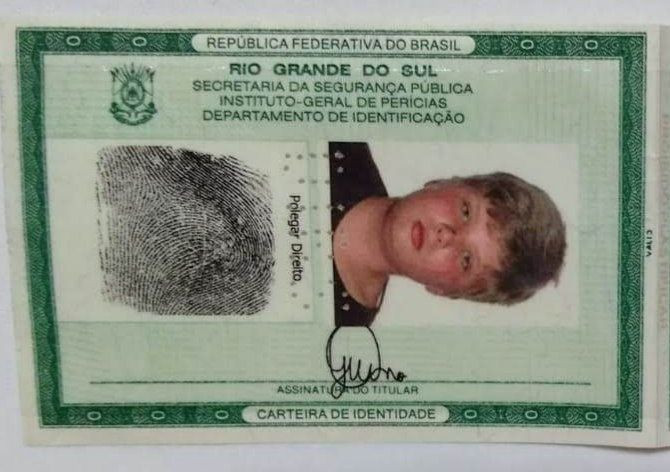 REPÚBLICA FEDERATIVA DO BRASIL
RIO GRANDE DO SUL
SECRETARIA DA SEGURANÇA PÚBLICA
INSTITUTO-GERAL DE PERÍCIAS
DEPARTAMENTO DE IDENTIFICAÇÃO
Polegar Direito
ASSINATURA DO TITULAR
CARTEIRA DE IDENTIDADE